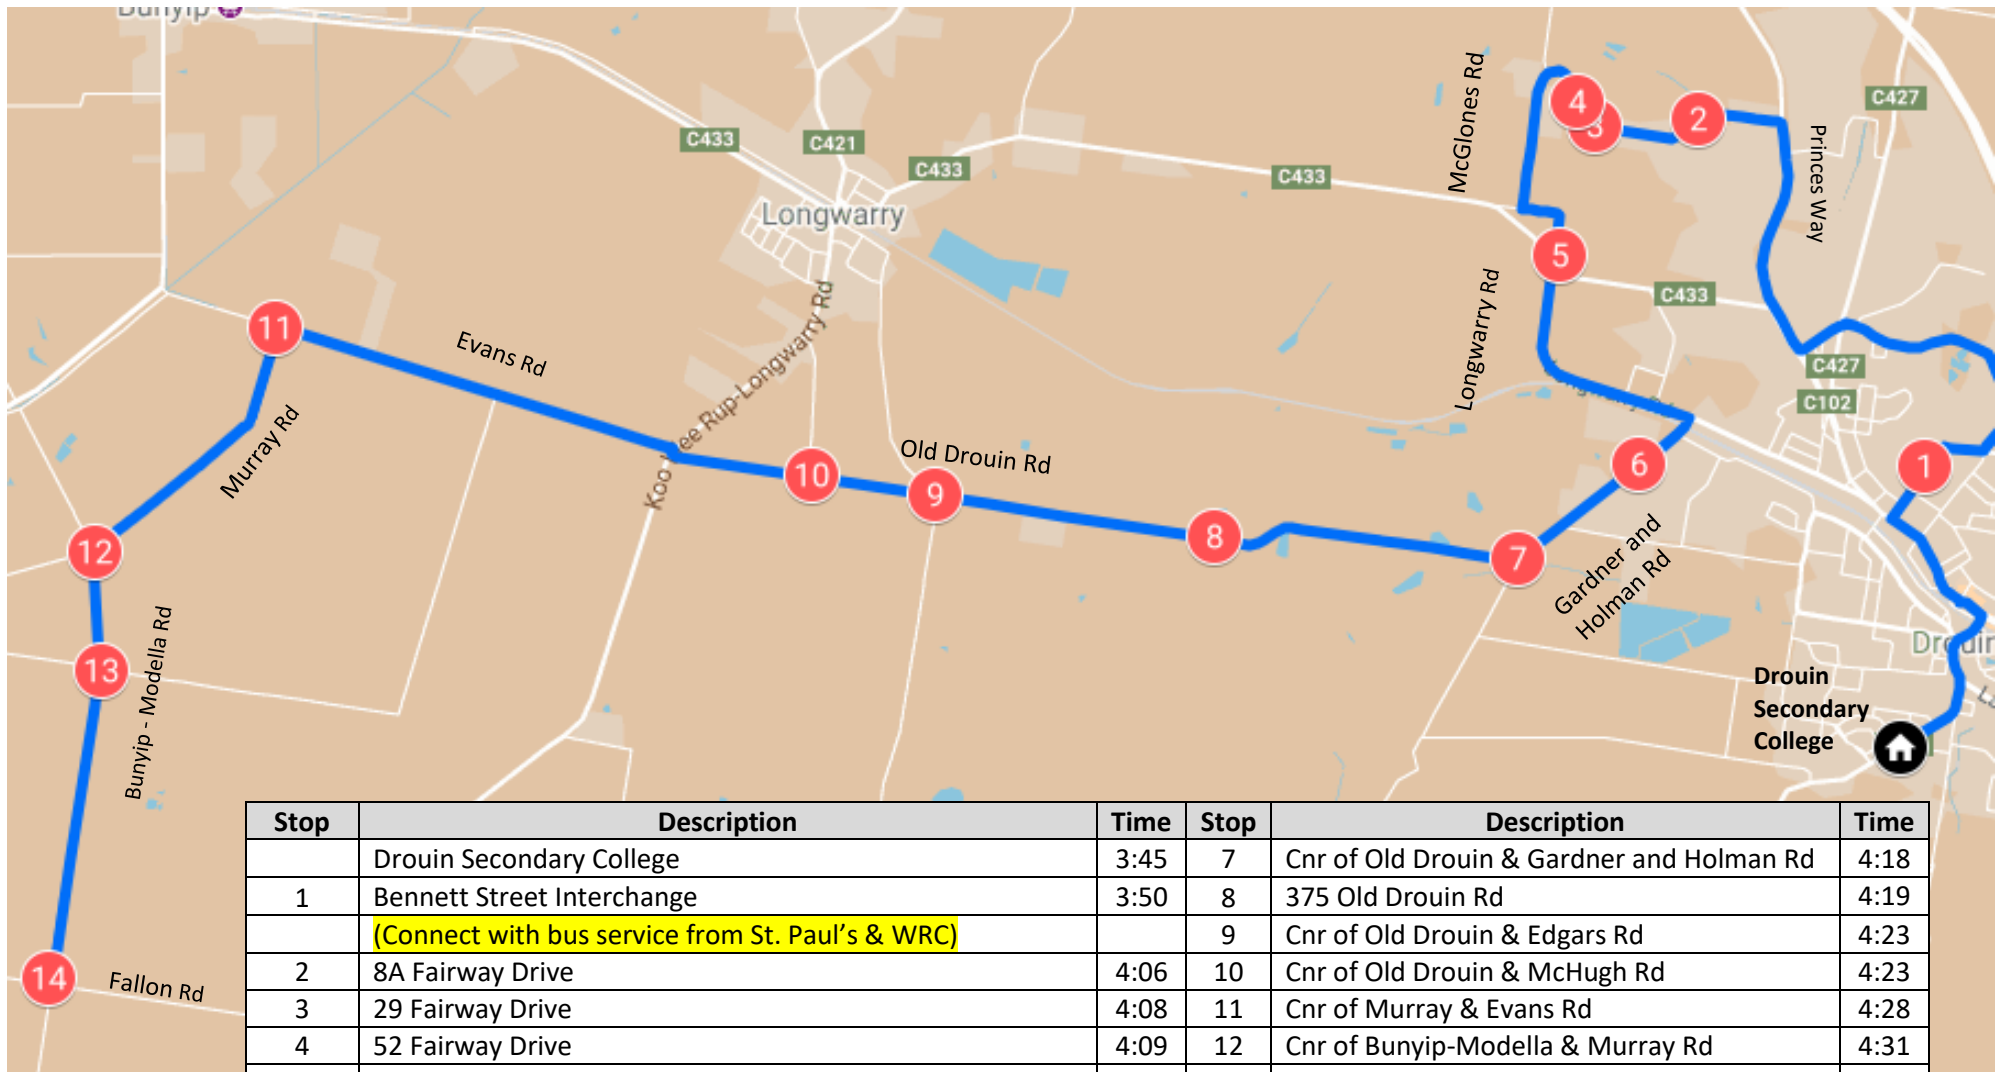 Bunyip
C433
C421
C433
C433
C427
McGlones Rd
Princes Way
Longwarry
C433
Longwarry Rd
Evans Rd
Koo Wee Rup-Longwarry Rd
C427
C102
Longwarry Rd
Murray Rd
Old Drouin Rd
Gardner and
Holman Rd
Bunyip - Modella Rd
Drouin
Drouin
Secondary
College
Fallon Rd
1
2
3
4
5
6
7
8
9
10
11
12
13
14
Stop Description Time Stop Description Time
Drouin Secondary College 3:45 7 Cnr of Old Drouin & Gardner and Holman Rd 4:18
1 Bennett Street Interchange 3:50 8 375 Old Drouin Rd 4:19
(Connect with bus service from St. Paul's & WRC) 9 Cnr of Old Drouin & Edgars Rd 4:23
2 8A Fairway Drive 4:06 10 Cnr of Old Drouin & McHugh Rd 4:23
3 29 Fairway Drive 4:08 11 Cnr of Murray & Evans Rd 4:28
4 52 Fairway Drive 4:09 12 Cnr of Bunyip-Modella & Murray Rd 4:31